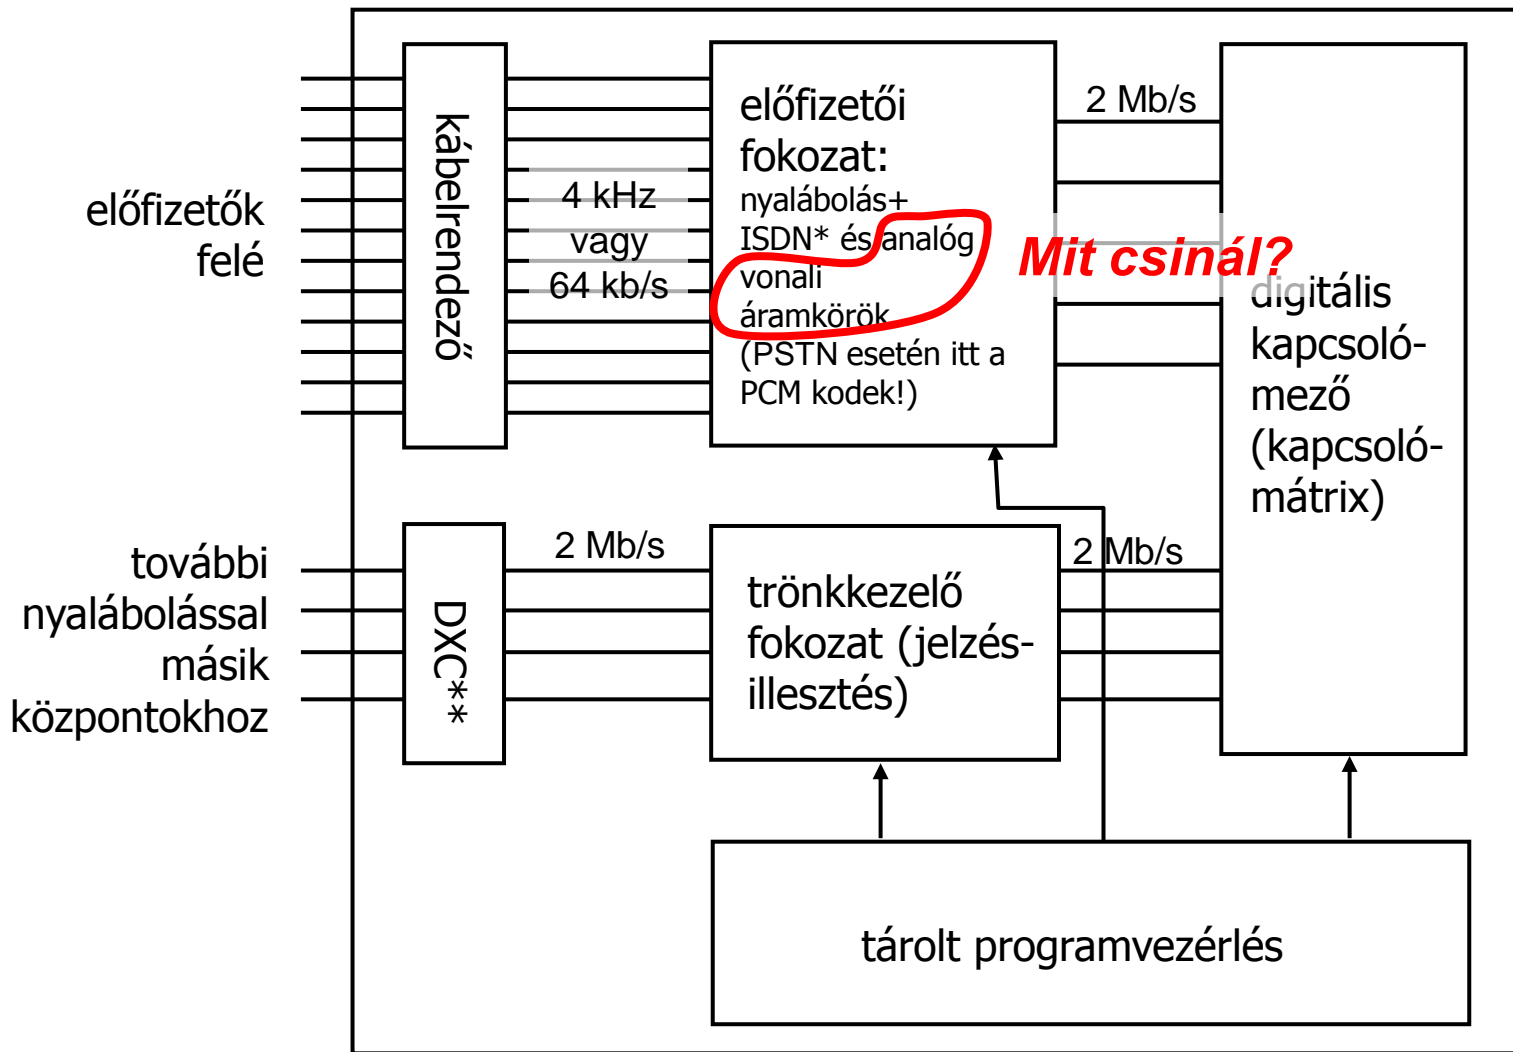 előfizetők
felé
kábelrendező
4 kHz
vagy
64 kb/s
előfizetői
fokozat:
nyalábolás+
ISDN* és analóg
vonali
áramkörök
(PSTN esetén itt a
PCM kodek!)
2 Mb/s
Mit csinál?
digitális
kapcsoló-
mező
(kapcsoló-
mátrix)
további
nyalábolással
másik
központokhoz
DXC**
2 Mb/s
trönkkezelő
fokozat (jelzés-
illesztés)
2 Mb/s
tárolt programvezérlés